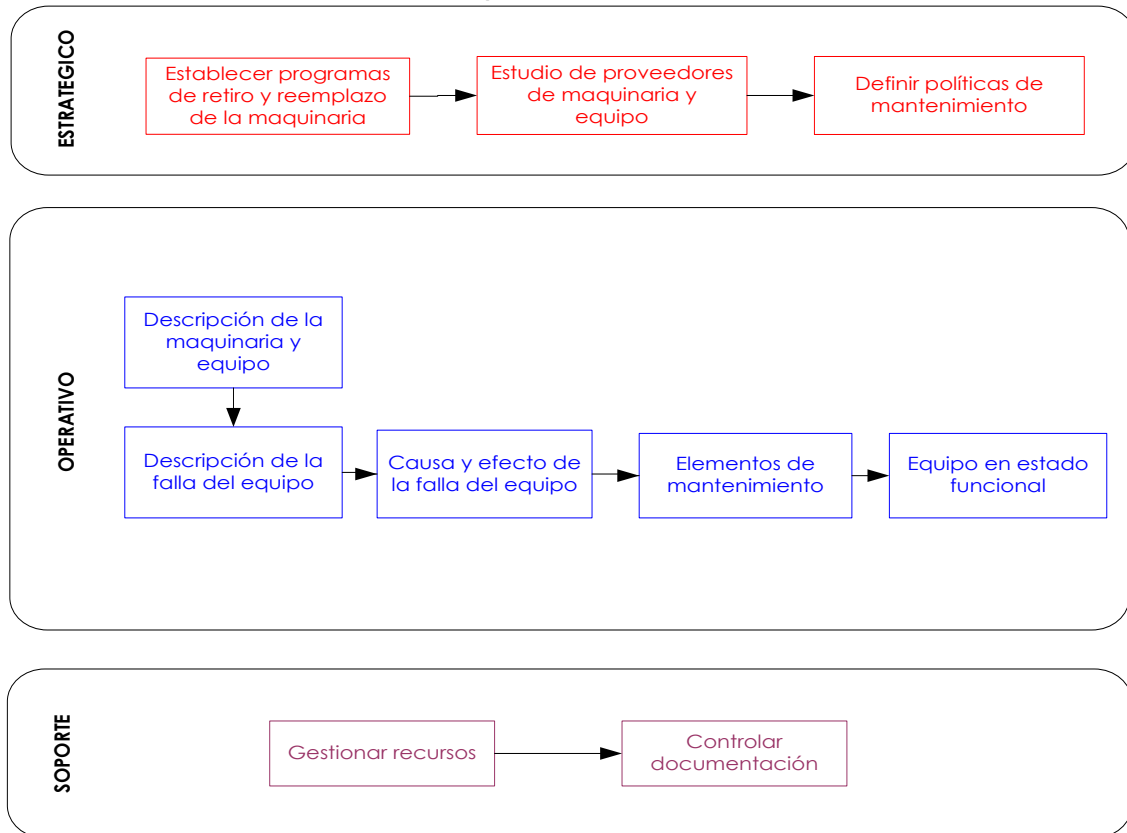 ESTRATEGICO
Establecer programas
de retiro y reemplazo
de la maquinaria
Estudio de proveedores
de maquinaria y
equipo
Definir políticas de
mantenimiento
OPERATIVO
Descripción de la
maquinaria y
equipo
Descripción de la
falla del equipo
Causa y efecto de
la falla del equipo
Elementos de
mantenimiento
Equipo en estado
funcional
SOPORTE
Gestionar recursos
Controlar
documentación